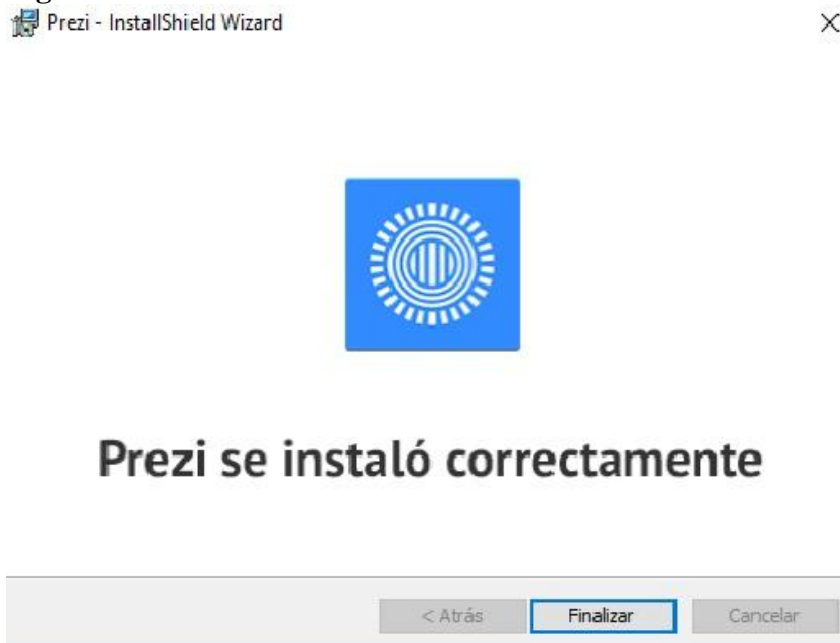 Prezi - InstallShield Wizard
Prezi se instaló correctamente
< Atrás Finalizar Cancelar